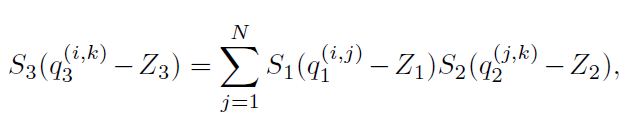 $S_3(q_3^{(i,k)} - Z_3) = \sum_{j=1}^{N} S_1(q_1^{(i,j)} - Z_1) S_2(q_2^{(j,k)} - Z_2),$